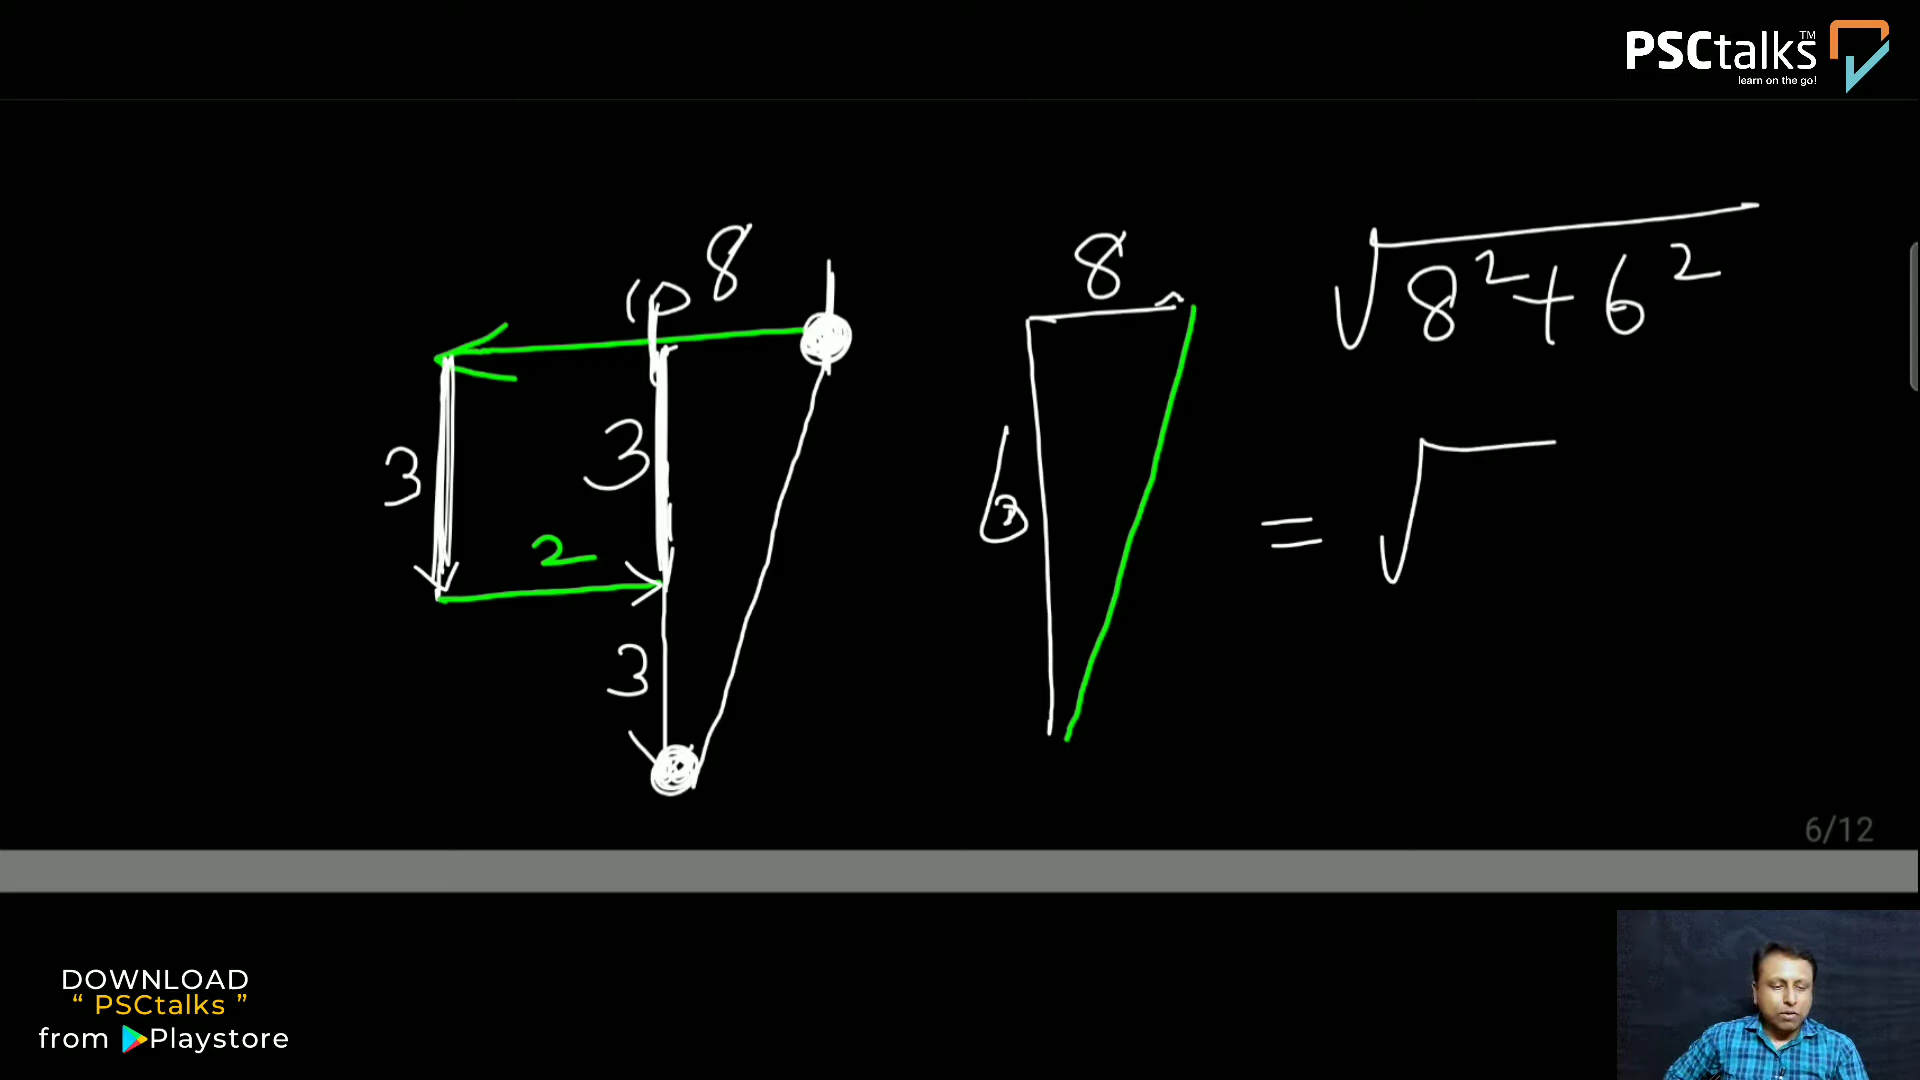 PSCtalks™
learn on the go!
10 8
3
3
2
3
8
6
√8²+6²
= √
6/12
DOWNLOAD
“ PSCtalks ”
from Playstore